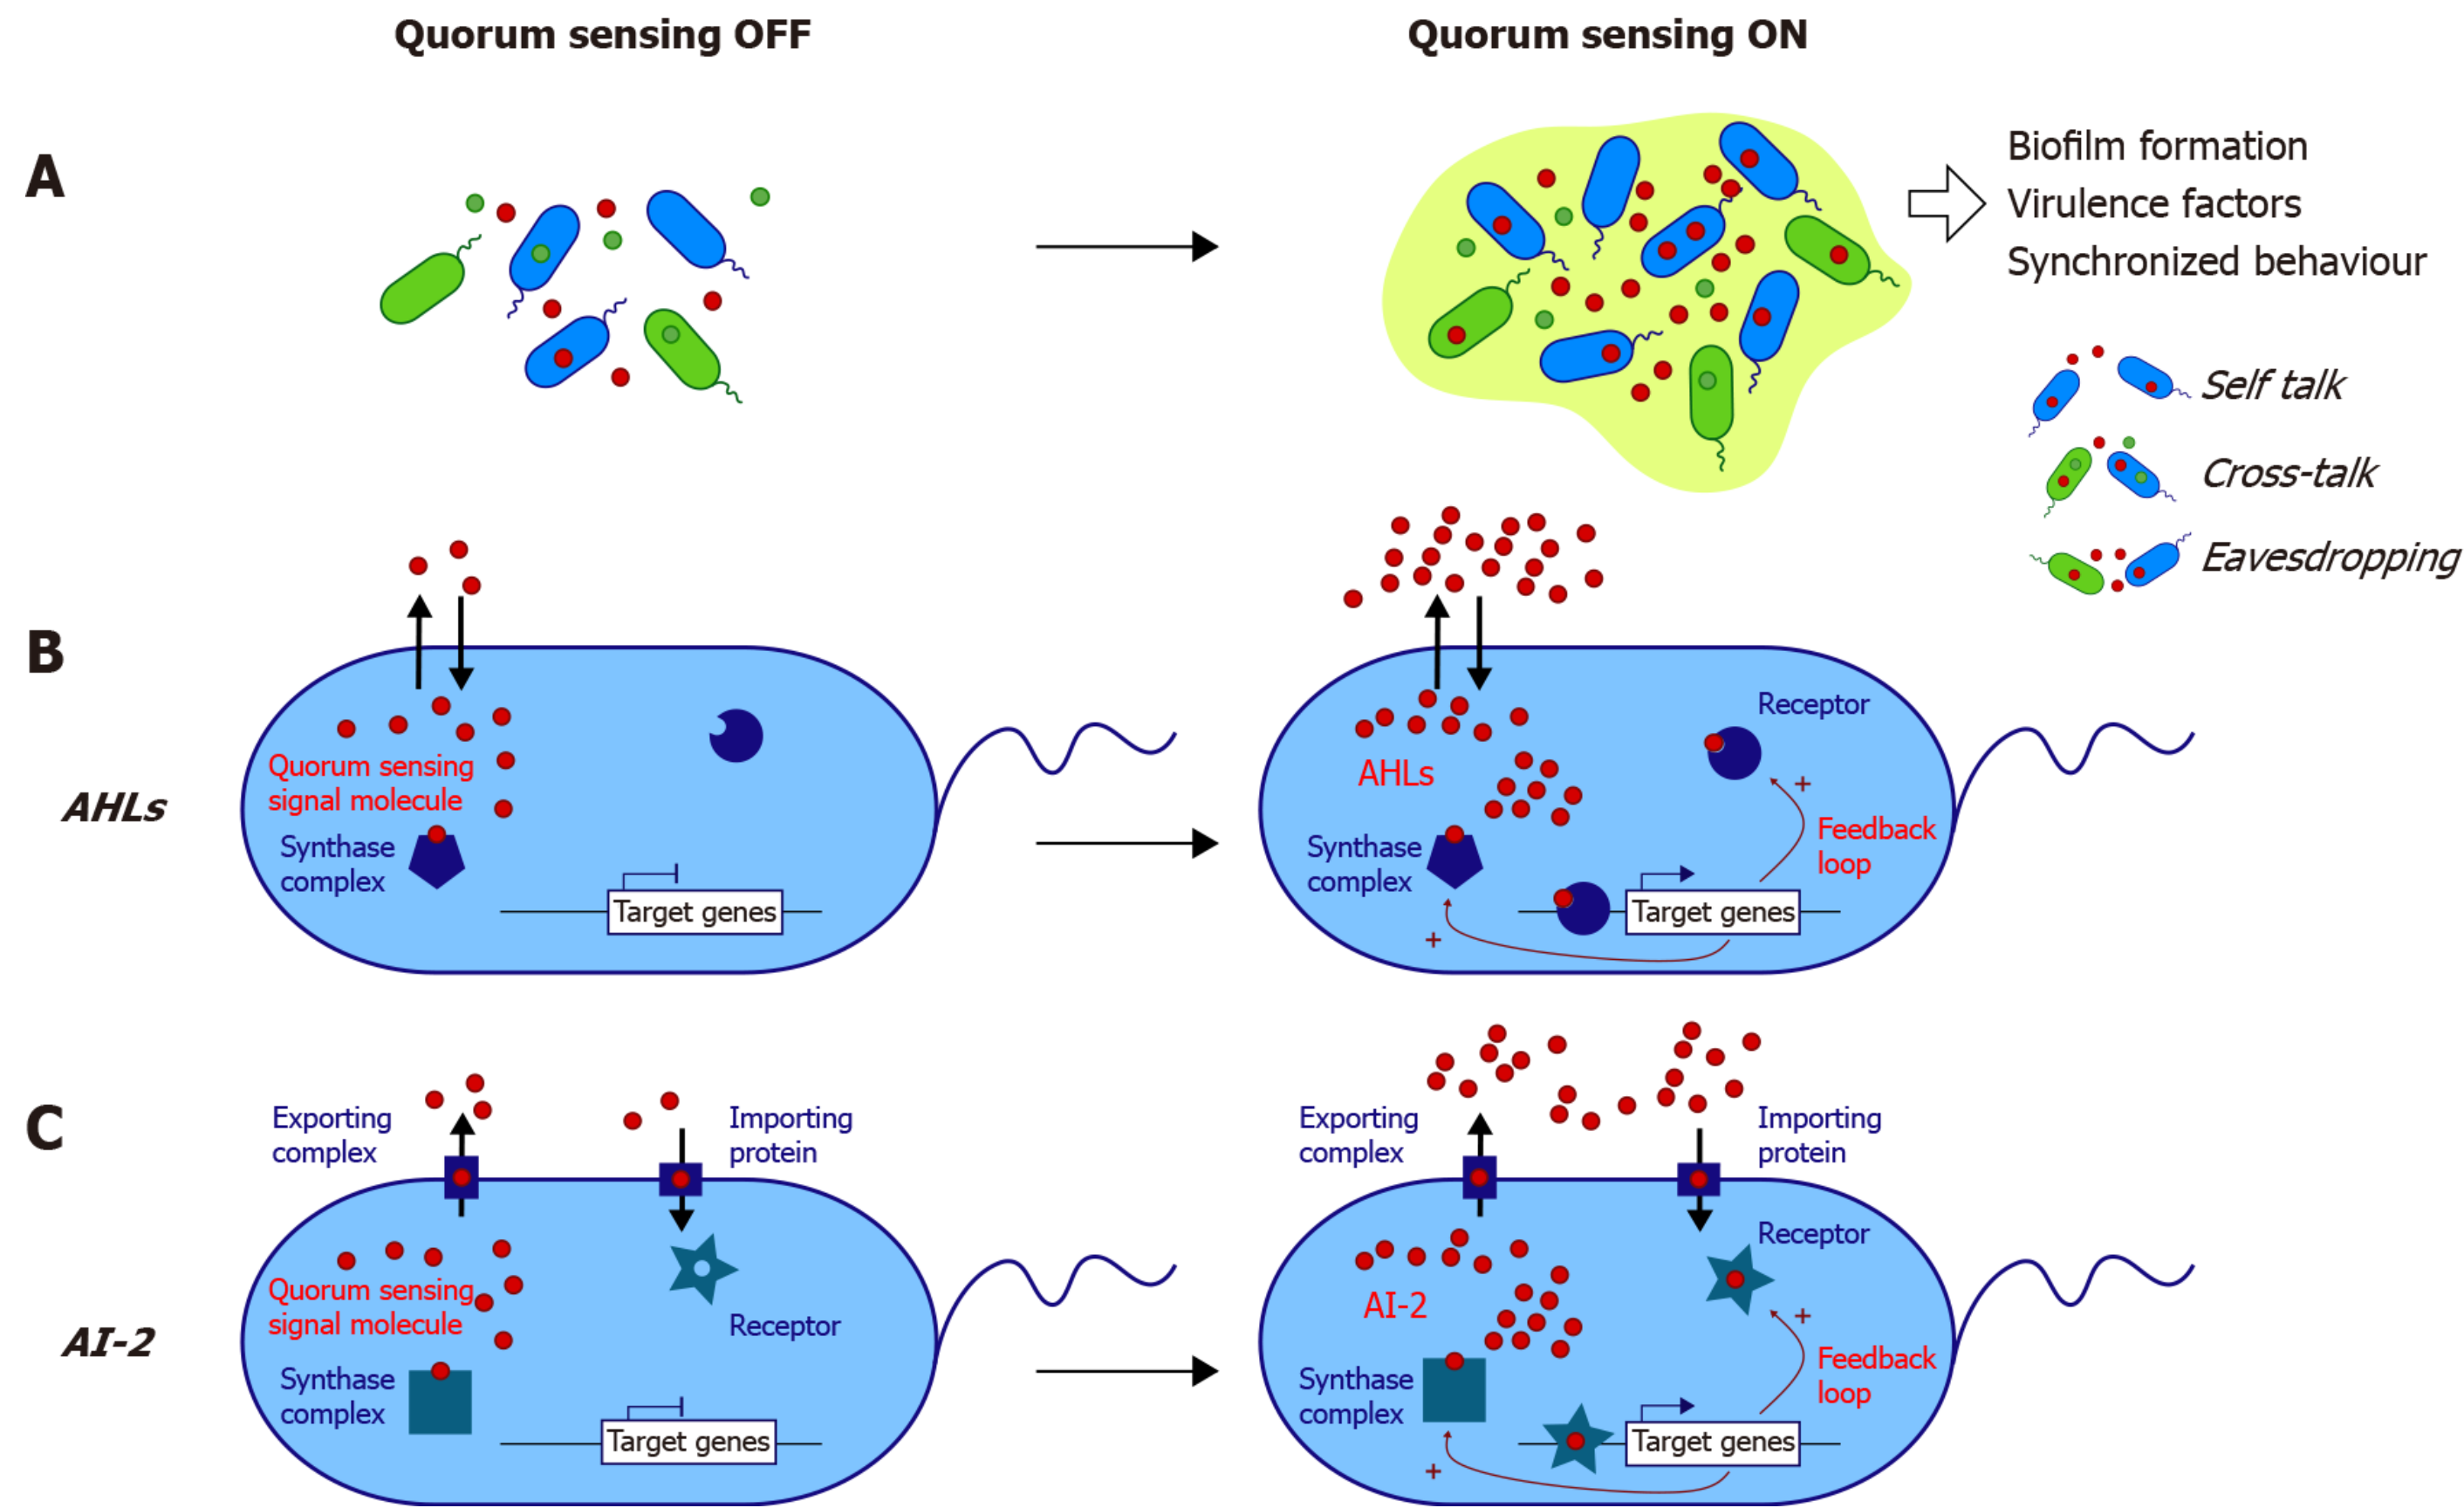 Quorum sensing OFF
Quorum sensing ON
A
Biofilm formation
Virulence factors
Synchronized behaviour
Self talk
Cross-talk
Eavesdropping
B
AHLs
Quorum sensing
signal molecule
Synthase
complex
Target genes
Receptor
AHLs
Synthase
complex
Feedback
loop
+
+
Target genes
C
AI-2
Exporting
complex
Importing
protein
Quorum sensing
signal molecule
Receptor
Synthase
complex
Target genes
Exporting
complex
Importing
protein
Receptor
AI-2
Synthase
complex
Feedback
loop
+
+
Target genes